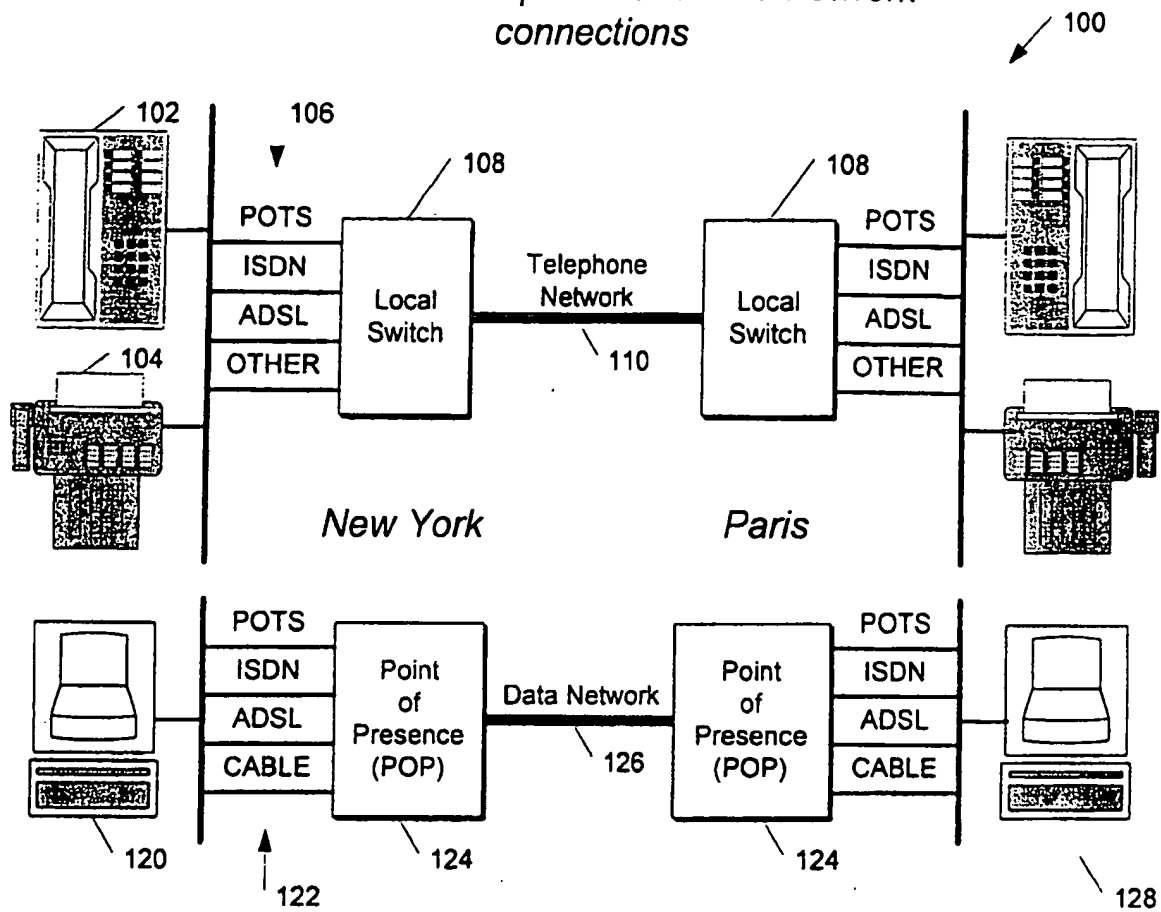 connections
100
102
106
108
108
POTS
ISDN
ADSL
OTHER
Local
Switch
Telephone
Network
110
Local
Switch
POTS
ISDN
ADSL
OTHER
104
New York
Paris
POTS
ISDN
ADSL
CABLE
Point
of
Presence
(POP)
Data Network
126
Point
of
Presence
(POP)
POTS
ISDN
ADSL
CABLE
120
122
124
124
128